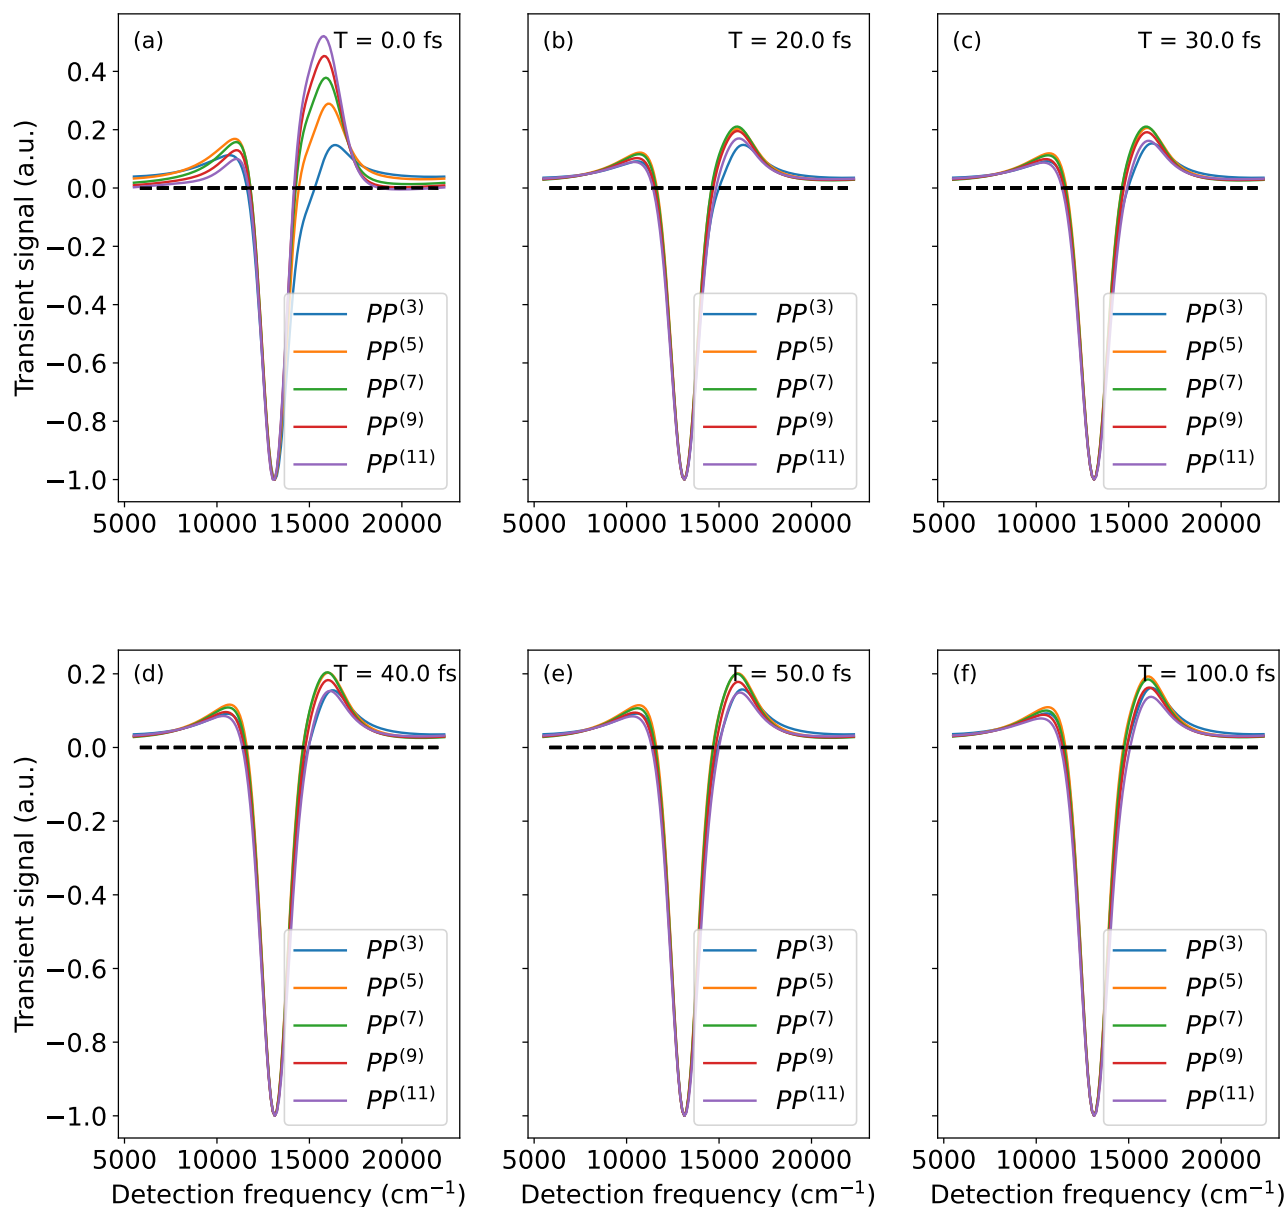 (a) T = 0.0 fs
(b) T = 20.0 fs
(c) T = 30.0 fs
Transient signal (a.u.)
0.4
0.2
0.0
−0.2
−0.4
−0.6
−0.8
−1.0
PP(3)
PP(5)
PP(7)
PP(9)
PP(11)
PP(3)
PP(5)
PP(7)
PP(9)
PP(11)
PP(3)
PP(5)
PP(7)
PP(9)
PP(11)
5000 10000 15000 20000
5000 10000 15000 20000
5000 10000 15000 20000
(d) T = 40.0 fs
(e) T = 50.0 fs
(f) T = 100.0 fs
Transient signal (a.u.)
0.2
0.0
−0.2
−0.4
−0.6
−0.8
−1.0
PP(3)
PP(5)
PP(7)
PP(9)
PP(11)
PP(3)
PP(5)
PP(7)
PP(9)
PP(11)
PP(3)
PP(5)
PP(7)
PP(9)
PP(11)
5000 10000 15000 20000
5000 10000 15000 20000
5000 10000 15000 20000
Detection frequency (cm⁻¹)
Detection frequency (cm⁻¹)
Detection frequency (cm⁻¹)